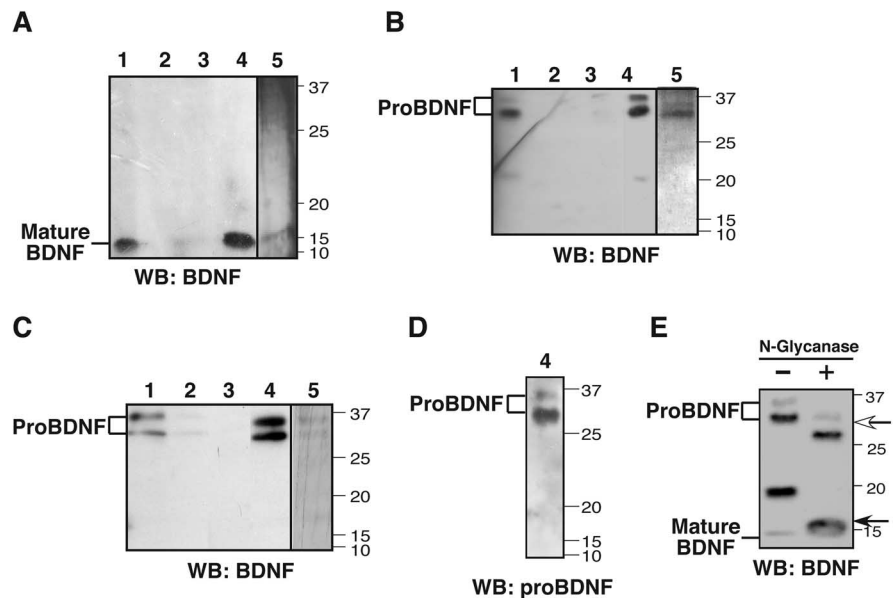 A
1 2 3 4 5
37
25
20
15
10
Mature
BDNF
WB: BDNF
B
1 2 3 4 5
ProBDNF
37
25
20
15
10
WB: BDNF
C
1 2 3 4 5
ProBDNF
37
25
20
15
10
WB: BDNF
D
4
ProBDNF
37
25
20
15
10
WB: proBDNF
E
N-Glycanase
− +
ProBDNF
37
25
20
15
Mature
BDNF
WB: BDNF